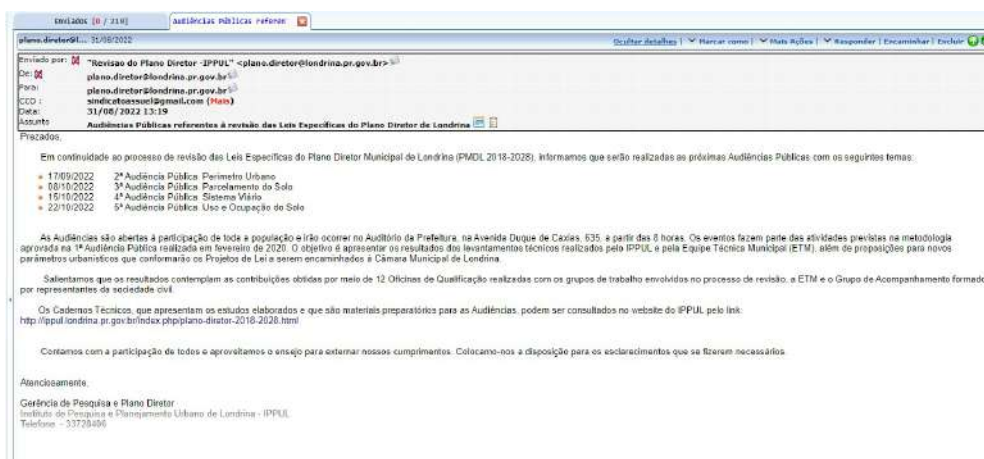 Enviados [0 / 219]
Audiências Públicas referen
plano.diretor@l... 31/08/2022
Ocultar detalhes | Marcar como | Mais Ações | Responder | Encaminhar | Excluir
Enviado por: "Revisao do Plano Diretor -IPPUL" <plano.diretor@londrina.pr.gov.br>
De: plano.diretor@londrina.pr.gov.br
Para: plano.diretor@londrina.pr.gov.br
CCO : sindicatoassuel@gmail.com (Mais)
Data: 31/08/2022 13:19
Assunto Audiências Públicas referentes à revisão das Leis Específicas do Plano Diretor de Londrina
Prezados,
Em continuidade ao processo de revisão das Leis Específicas do Plano Diretor Municipal de Londrina (PMDL 2018-2028), informamos que serão realizadas as próximas Audiências Públicas com os seguintes temas:
17/09/2022 2ª Audiência Pública: Perímetro Urbano
08/10/2022 3ª Audiência Pública: Parcelamento do Solo
15/10/2022 4ª Audiência Pública: Sistema Viário
22/10/2022 5ª Audiência Pública: Uso e Ocupação do Solo
As Audiências são abertas à participação de toda a população e irão ocorrer no Auditório da Prefeitura, na Avenida Duque de Caxias, 635, a partir das 8 horas. Os eventos fazem parte das atividades previstas na metodologia
aprovada na 1ª Audiência Pública realizada em fevereiro de 2020. O objetivo é apresentar os resultados dos levantamentos técnicos realizados pelo IPPUL e pela Equipe Técnica Municipal (ETM), além de proposições para novos
parâmetros urbanísticos que conformarão os Projetos de Lei a serem encaminhados à Câmara Municipal de Londrina.
Salientamos que os resultados contemplam as contribuições obtidas por meio de 12 Oficinas de Qualificação realizadas com os grupos de trabalho envolvidos no processo de revisão, a ETM e o Grupo de Acompanhamento formado
por representantes da sociedade civil.
Os Cadernos Técnicos, que apresentam os estudos elaborados e que são materiais preparatórios para as Audiências, podem ser consultados no website do IPPUL pelo link:
http://ippul.londrina.pr.gov.br/index.php/plano-diretor-2018-2028.html
Contamos com a participação de todos e aproveitamos o ensejo para externar nossos cumprimentos. Colocamo-nos a disposição para os esclarecimentos que se fizerem necessários.
Atenciosamente,
Gerência de Pesquisa e Plano Diretor
Instituto de Pesquisa e Planejamento Urbano de Londrina - IPPUL
Telefone - 33728406